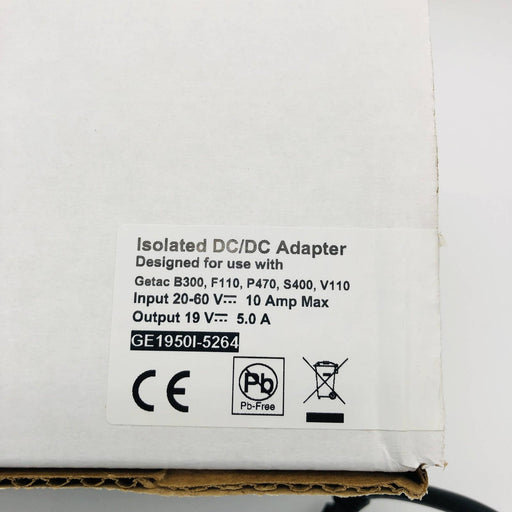 Isolated DC/DC Adapter
Designed for use with
Getac B300, F110, P470, S400, V110
Input 20-60 V⎓ 10 Amp Max
Output 19 V⎓ 5.0 A
GE1950I-5264
CE
Pb
Pb-Free